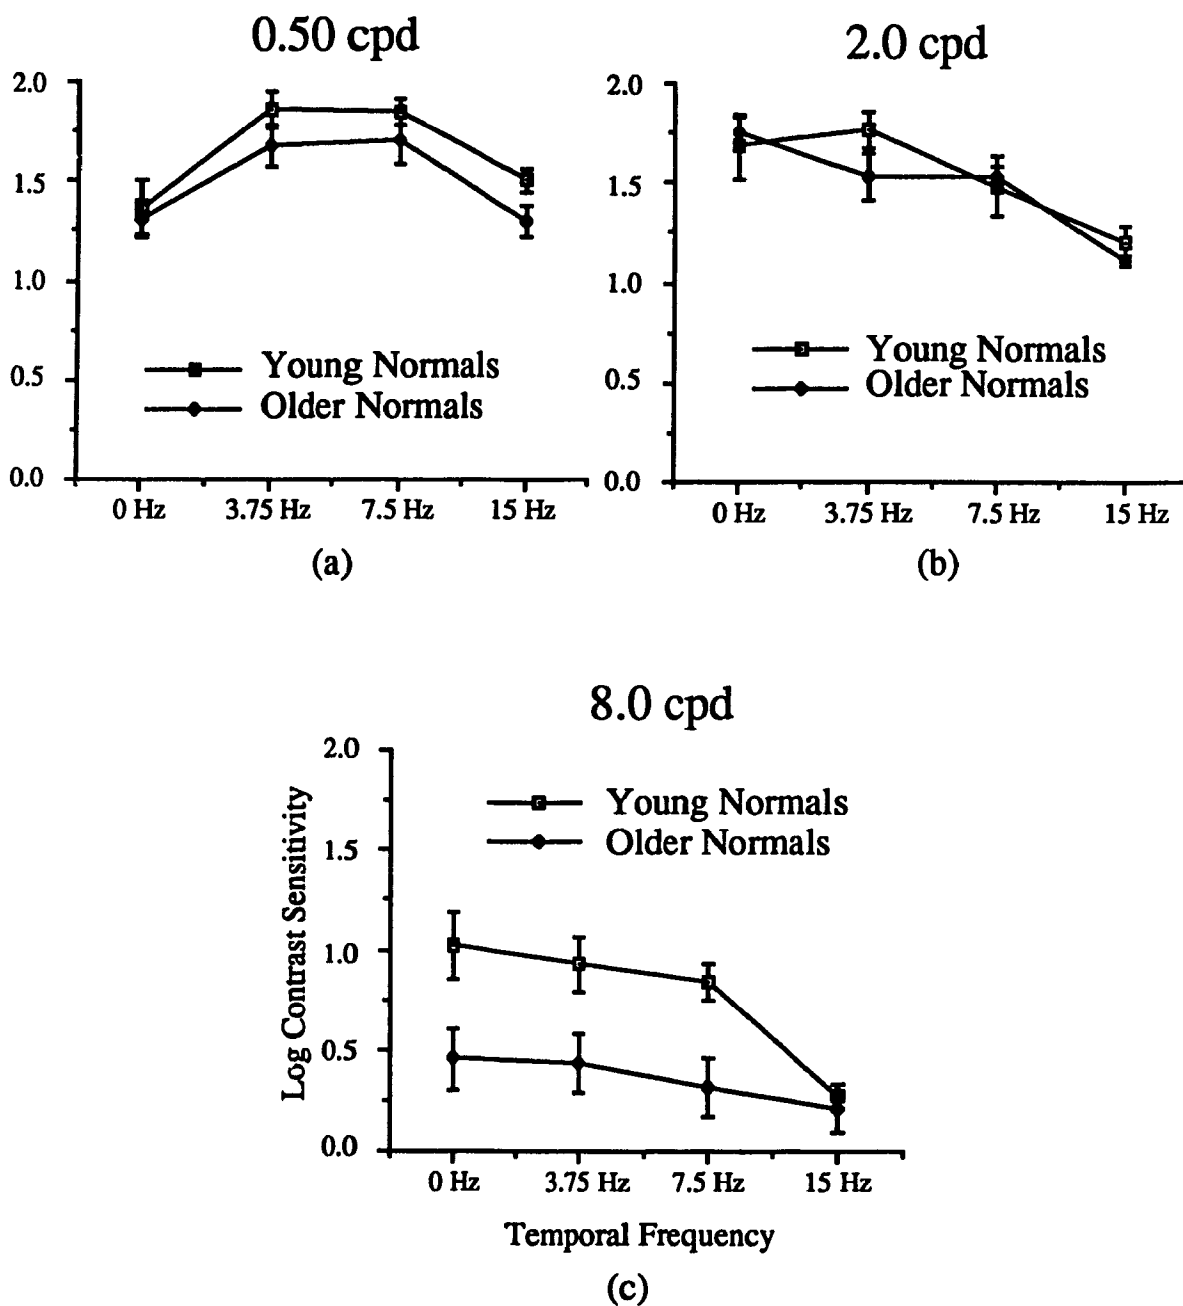 0.50 cpd
2.0
1.5
1.0
0.5
0.0
Young Normals
Older Normals
0 Hz 3.75 Hz 7.5 Hz 15 Hz
(a)
2.0 cpd
2.0
1.5
1.0
0.5
0.0
Young Normals
Older Normals
0 Hz 3.75 Hz 7.5 Hz 15 Hz
(b)
8.0 cpd
Log Contrast Sensitivity
2.0
1.5
1.0
0.5
0.0
Young Normals
Older Normals
0 Hz 3.75 Hz 7.5 Hz 15 Hz
Temporal Frequency
(c)